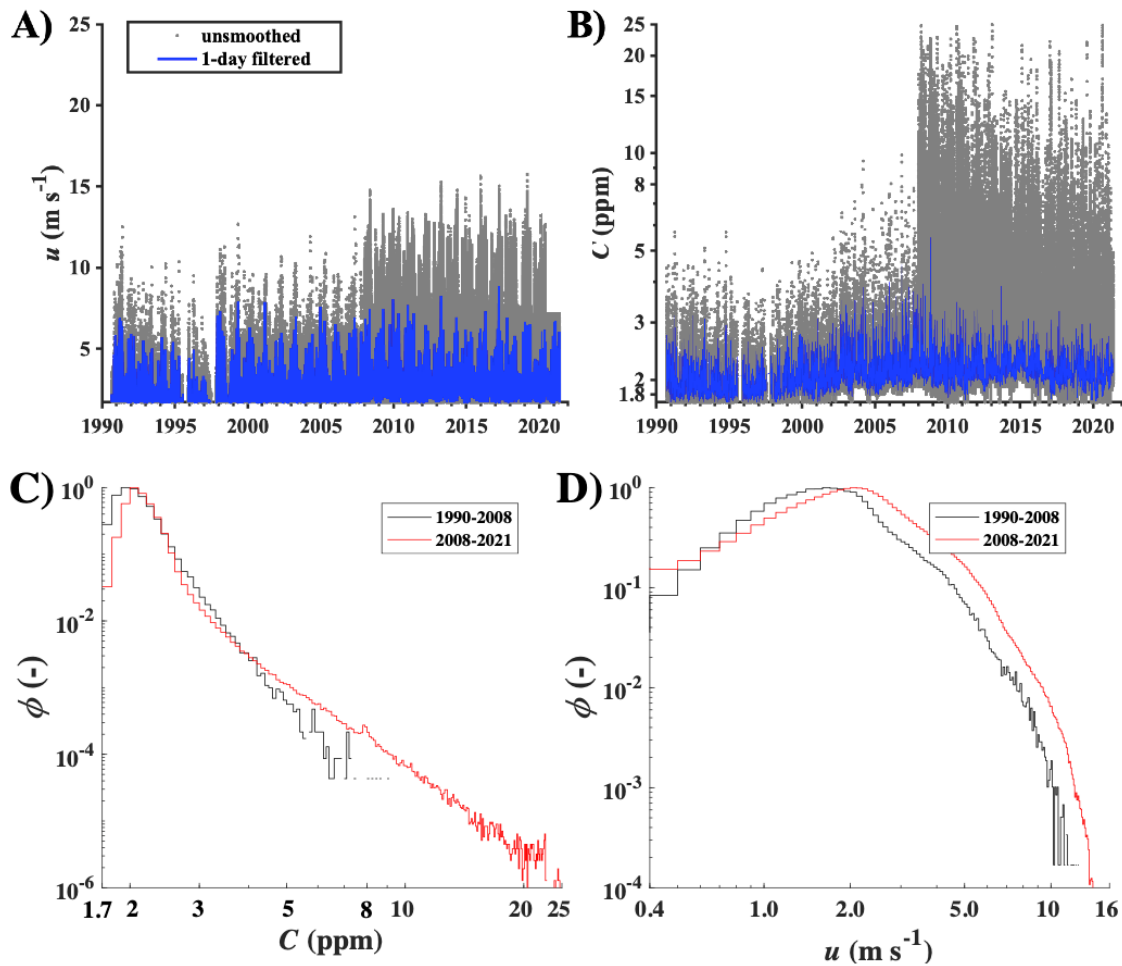 A)
unsmoothed
1-day filtered
25
20
15
10
5
u (m s⁻¹)
1990 1995 2000 2005 2010 2015 2020
B)
25
20
15
10
8
5
3
2
1.8
C (ppm)
1990 1995 2000 2005 2010 2015 2020
C)
1990-2008
2008-2021
10⁰
10⁻²
10⁻⁴
10⁻⁶
ϕ (-)
1.7 2 3 5 8 10 20 25
C (ppm)
D)
1990-2008
2008-2021
10⁰
10⁻¹
10⁻²
10⁻³
10⁻⁴
ϕ (-)
0.4 1.0 2.0 5.0 10 16
u (m s⁻¹)